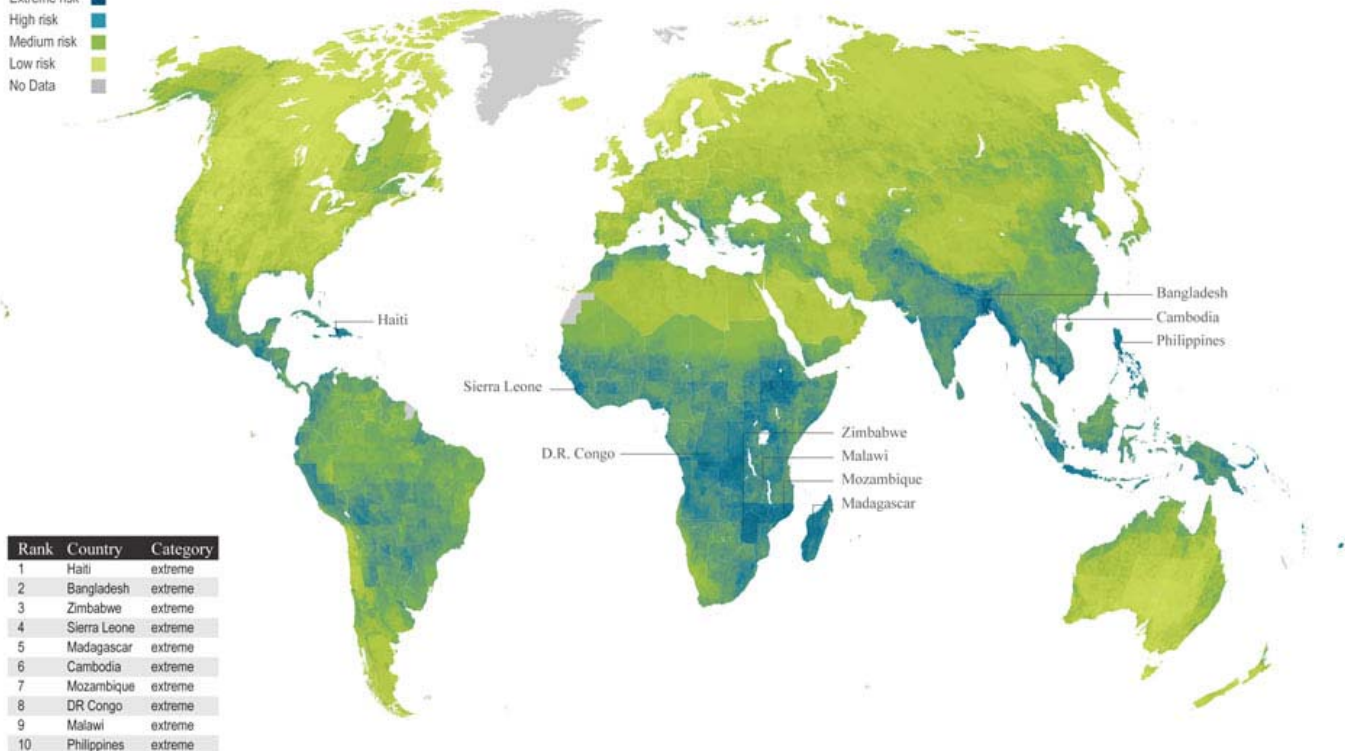 Extreme risk
High risk
Medium risk
Low risk
No Data
Haiti
Sierra Leone
D.R. Congo
Zimbabwe
Malawi
Mozambique
Madagascar
Bangladesh
Cambodia
Philippines
Rank Country Category
1 Haiti extreme
2 Bangladesh extreme
3 Zimbabwe extreme
4 Sierra Leone extreme
5 Madagascar extreme
6 Cambodia extreme
7 Mozambique extreme
8 DR Congo extreme
9 Malawi extreme
10 Philippines extreme